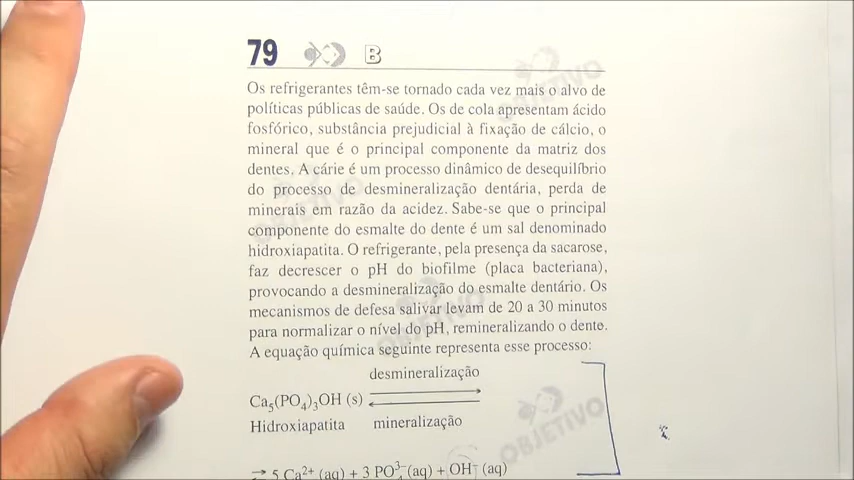 79 B
OBJETIVO
Os refrigerantes têm-se tornado cada vez mais o alvo de
políticas públicas de saúde. Os de cola apresentam ácido
fosfórico, substância prejudicial à fixação de cálcio, o
mineral que é o principal componente da matriz dos
dentes. A cárie é um processo dinâmico de desequilíbrio
do processo de desmineralização dentária, perda de
minerais em razão da acidez. Sabe-se que o principal
OBJETIVO
componente do esmalte do dente é um sal denominado
hidroxiapatita. O refrigerante, pela presença da sacarose,
faz decrescer o pH do biofilme (placa bacteriana),
provocando a desmineralização do esmalte dentário. Os
mecanismos de defesa salivar levam de 20 a 30 minutos
para normalizar o nível do pH, remineralizando o dente.
OBJETIVO
A equação química seguinte representa esse processo:
desmineralização
Ca₅(PO₄)₃OH (s) ⇄
Hidroxiapatita mineralização
OBJETIVO
⇄ 5 Ca²⁺ (aq) + 3 PO₄³⁻(aq) + OH⁻ (aq)